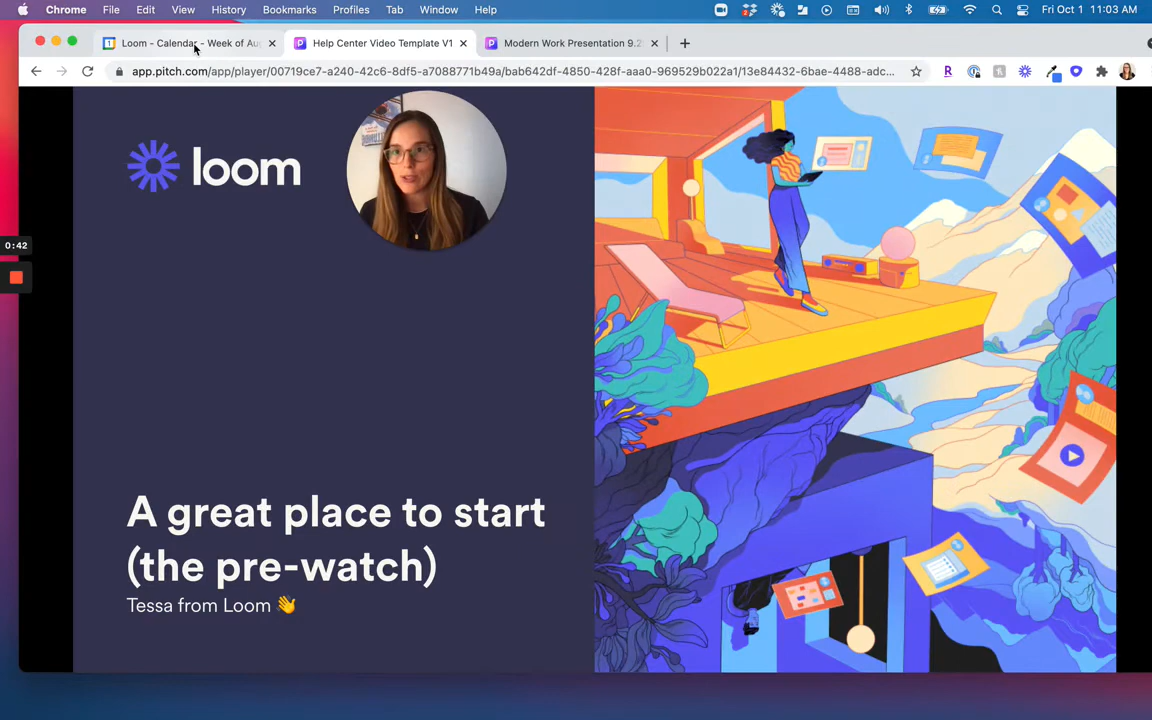 Chrome File Edit View History Bookmarks Profiles Tab Window Help Fri Oct 1 11:03 AM
Loom - Calendar - Week of Au Help Center Video Template V1 Modern Work Presentation 9.2
app.pitch.com/app/player/00719ce7-a240-42c6-8df5-a7088771b49a/bab642df-4850-428f-aaa0-969529b022a1/13e84432-6bae-4488-adc...
loom
0:42
A great place to start
(the pre-watch)
Tessa from Loom 👋